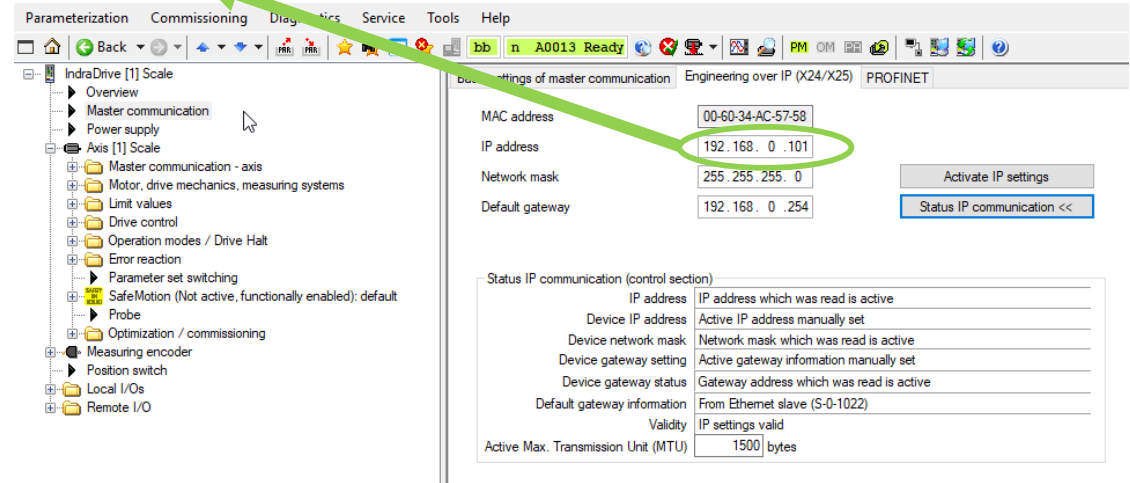 Parameterization Commissioning Diagnostics Service Tools Help
Back bb n A0013 Ready PM OM
IndraDrive [1] Scale
Overview
Master communication
Power supply
Axis [1] Scale
Master communication - axis
Motor, drive mechanics, measuring systems
Limit values
Drive control
Operation modes / Drive Halt
Error reaction
Parameter set switching
SafeMotion (Not active, functionally enabled): default
Probe
Optimization / commissioning
Measuring encoder
Position switch
Local I/Os
Remote I/O
settings of master communication Engineering over IP (X24/X25) PROFINET
MAC address 00-60-34-AC-57-58
IP address 192.168. 0 .101
Network mask 255.255.255. 0 Activate IP settings
Default gateway 192.168. 0 .254 Status IP communication <<
Status IP communication (control section)
IP address IP address which was read is active
Device IP address Active IP address manually set
Device network mask Network mask which was read is active
Device gateway setting Active gateway information manually set
Device gateway status Gateway address which was read is active
Default gateway information From Ethernet slave (S-0-1022)
Validity IP settings valid
Active Max. Transmission Unit (MTU) 1500 bytes